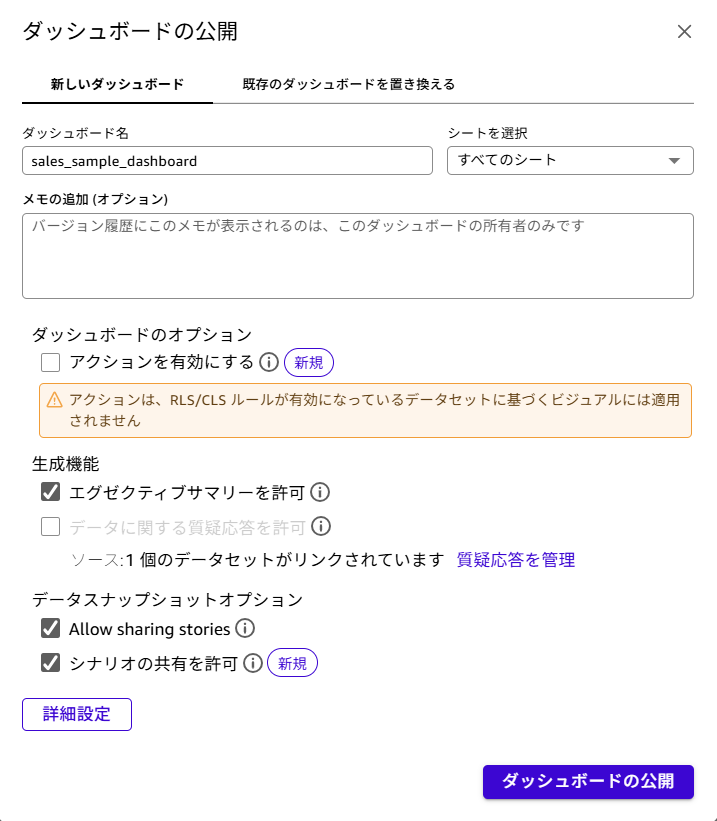 ダッシュボードの公開
新しいダッシュボード
既存のダッシュボードを置き換える
ダッシュボード名
シートを選択
sales_sample_dashboard
すべてのシート
メモの追加 (オプション)
バージョン履歴にこのメモが表示されるのは、このダッシュボードの所有者のみです
ダッシュボードのオプション
アクションを有効にする
新規
アクションは、RLS/CLS ルールが有効になっているデータセットに基づくビジュアルには適用
されません
生成機能
エグゼクティブサマリーを許可
データに関する質疑応答を許可
ソース:1 個のデータセットがリンクされています 質疑応答を管理
データスナップショットオプション
Allow sharing stories
シナリオの共有を許可
新規
詳細設定
ダッシュボードの公開